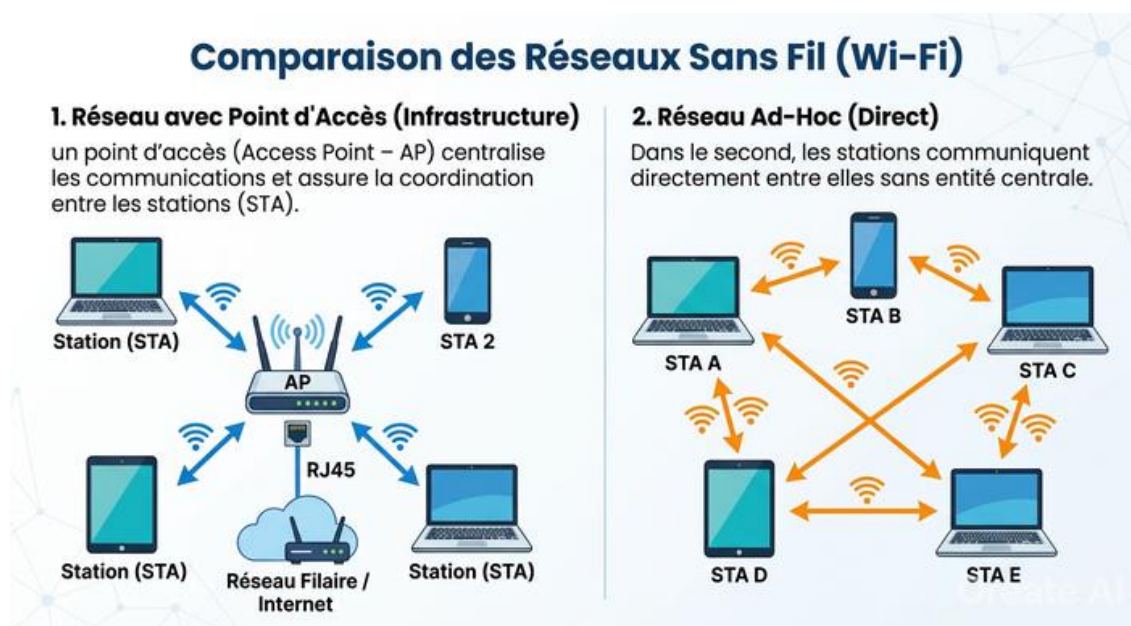 Comparaison des Réseaux Sans Fil (Wi-Fi)
1. Réseau avec Point d'Accès (Infrastructure)
un point d'accès (Access Point – AP) centralise
les communications et assure la coordination
entre les stations (STA).
Station (STA)
STA 2
AP
RJ45
Station (STA)
Réseau Filaire /
Internet
Station (STA)
2. Réseau Ad-Hoc (Direct)
Dans le second, les stations communiquent
directement entre elles sans entité centrale.
STA A
STA B
STA C
STA D
STA E
Create AI